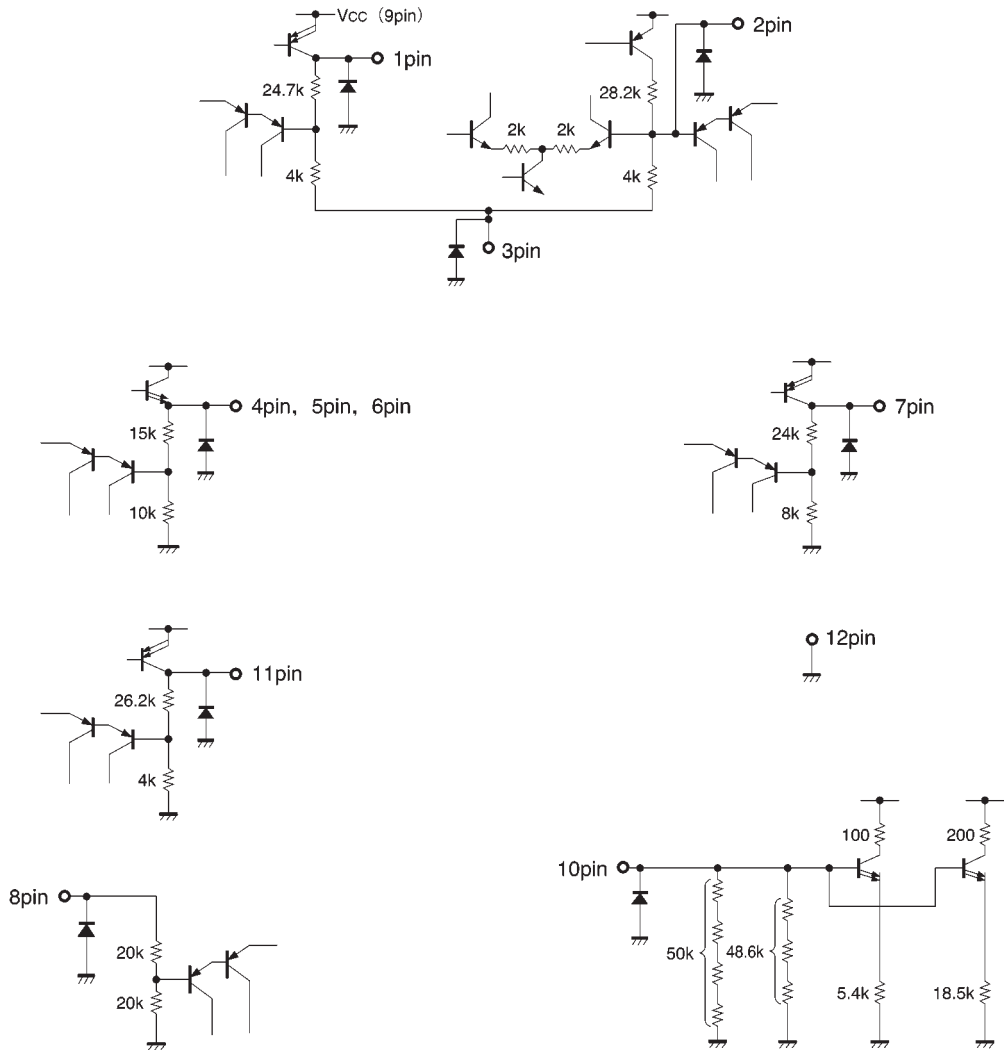 VCC (9pin)
1pin
2pin
24.7k
28.2k
2k
2k
4k
4k
3pin
4pin, 5pin, 6pin
7pin
15k
24k
10k
8k
12pin
11pin
26.2k
4k
100
200
10pin
8pin
50k
48.6k
20k
20k
5.4k
18.5k